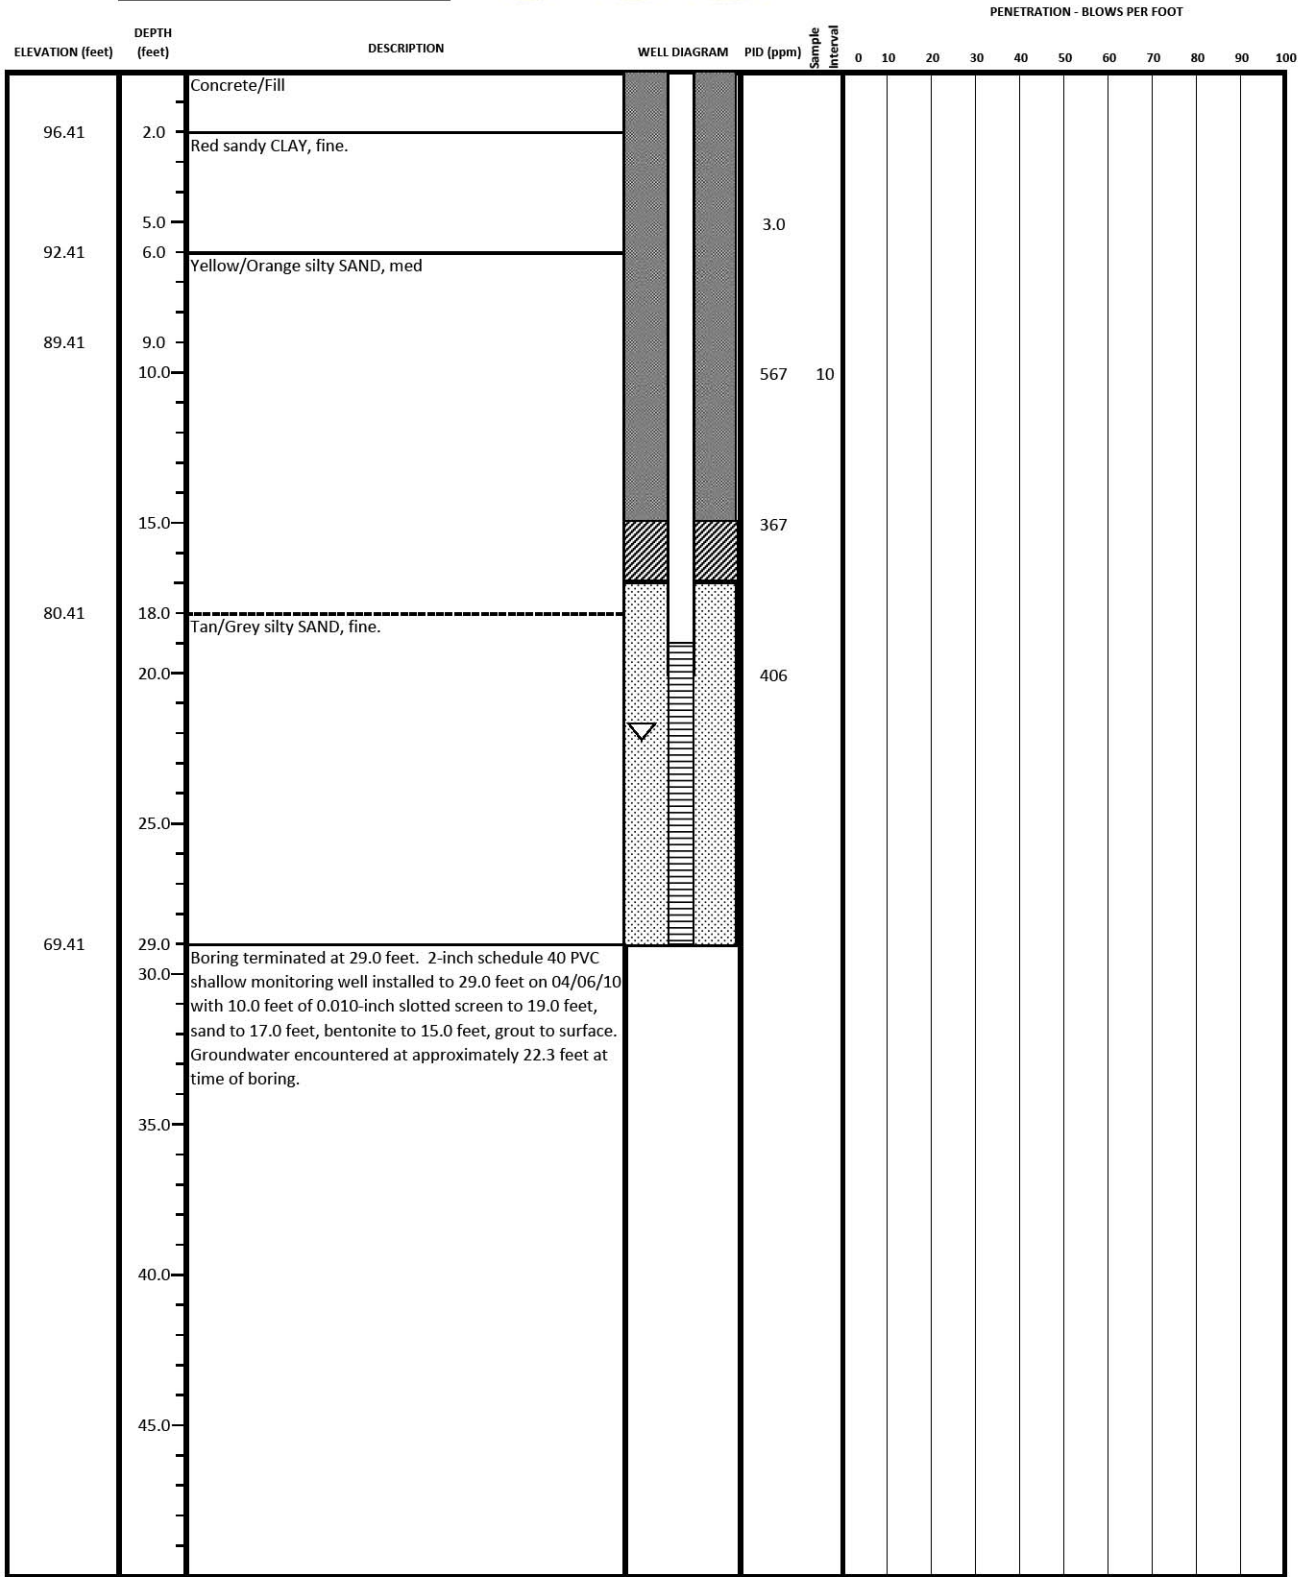 PENETRATION - BLOWS PER FOOT
ELEVATION (feet) DEPTH (feet) DESCRIPTION WELL DIAGRAM PID (ppm) Sample Interval 0 10 20 30 40 50 60 70 80 90 100
Concrete/Fill
96.41 2.0
Red sandy CLAY, fine.
5.0 3.0
92.41 6.0
Yellow/Orange silty SAND, med
89.41 9.0
10.0 567 10
15.0 367
80.41 18.0
Tan/Grey silty SAND, fine.
20.0 406
25.0
69.41 29.0
Boring terminated at 29.0 feet. 2-inch schedule 40 PVC
30.0
shallow monitoring well installed to 29.0 feet on 04/06/10
with 10.0 feet of 0.010-inch slotted screen to 19.0 feet,
sand to 17.0 feet, bentonite to 15.0 feet, grout to surface.
Groundwater encountered at approximately 22.3 feet at
time of boring.
35.0
40.0
45.0